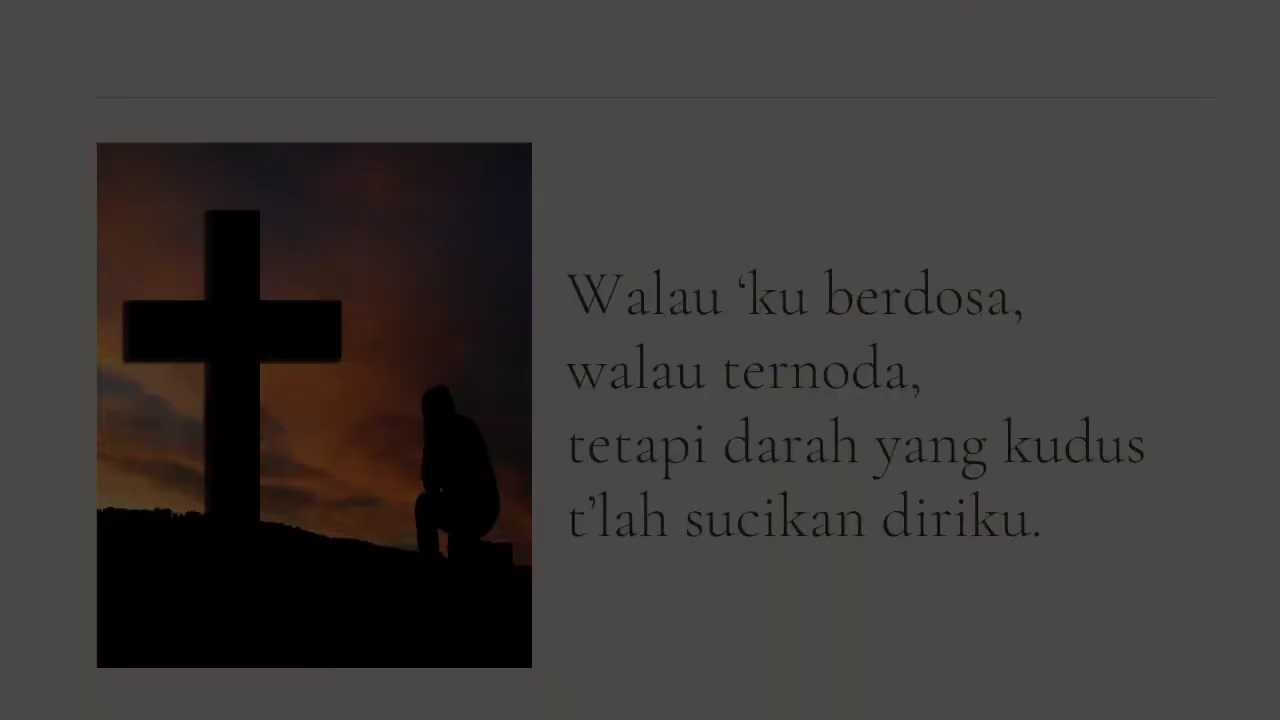 Walau ‘ku berdosa,
walau ternoda,
tetapi darah yang kudus
t’lah sucikan diriku.